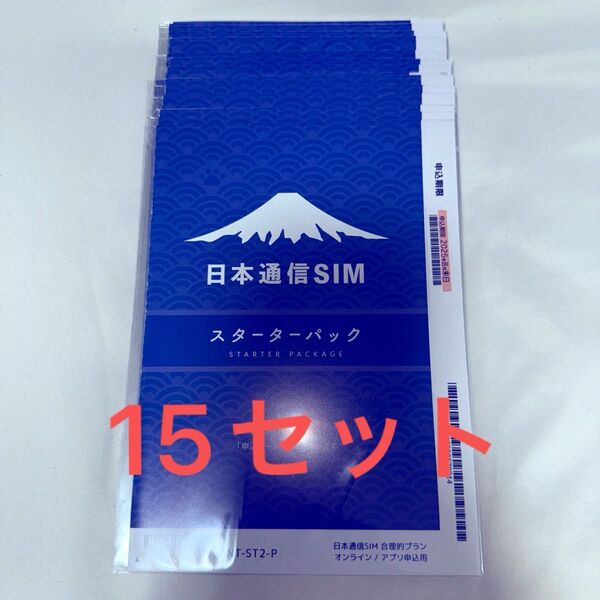 日本通信SIM
スターターパック
STARTER PACKAGE
15セット
NT-ST2-P
日本通信SIM 合理的プラン
オンライン / アプリ申込用
申込期限
申込期限 2025年8月末日